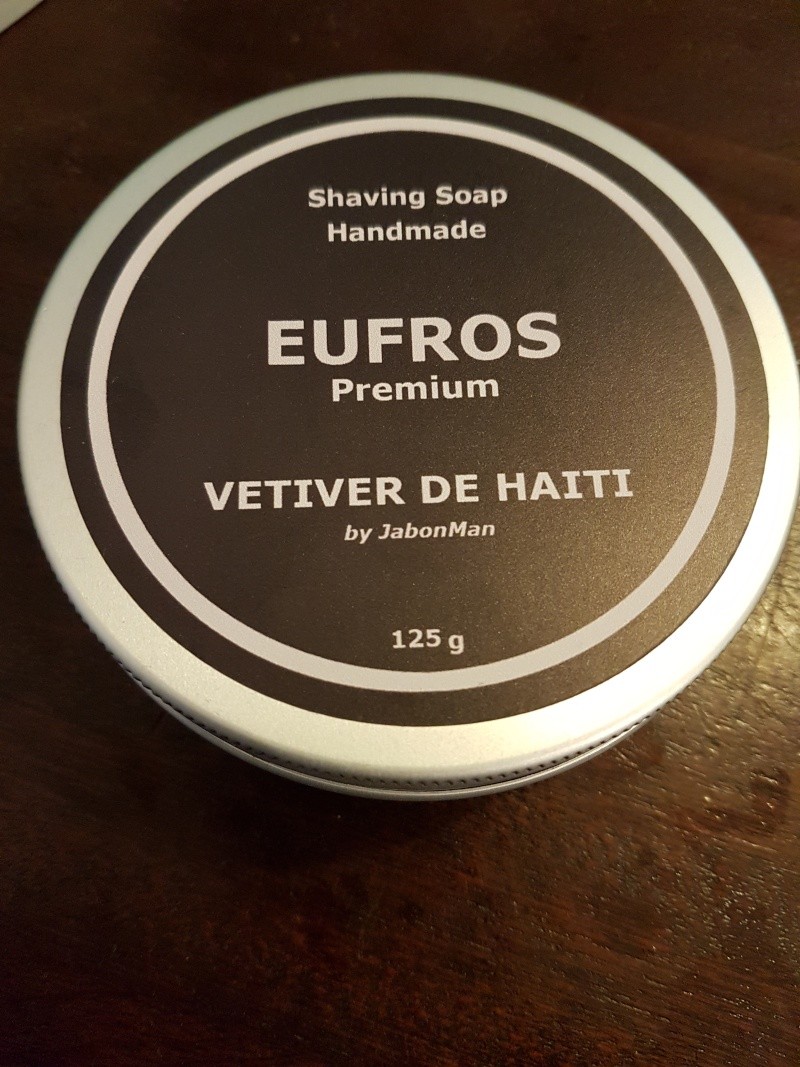 Shaving Soap
Handmade
EUFROS
Premium
VETIVER DE HAITI
by JabonMan
125 g